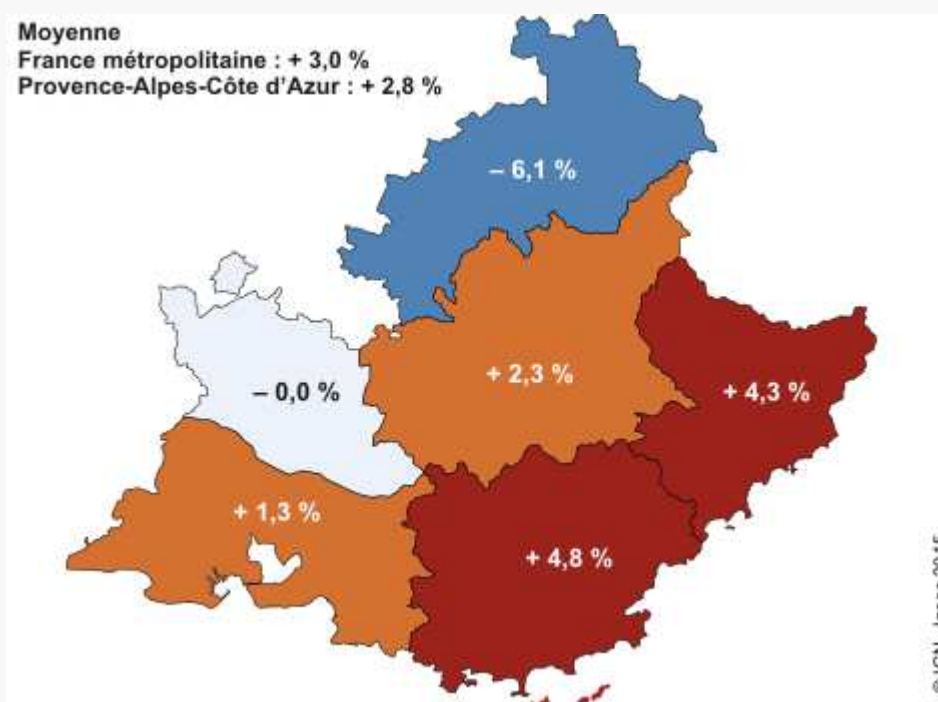 Moyenne
France métropolitaine : + 3,0 %
Provence-Alpes-Côte d’Azur : + 2,8 %
– 6,1 %
+ 2,3 %
– 0,0 %
+ 4,3 %
+ 1,3 %
+ 4,8 %